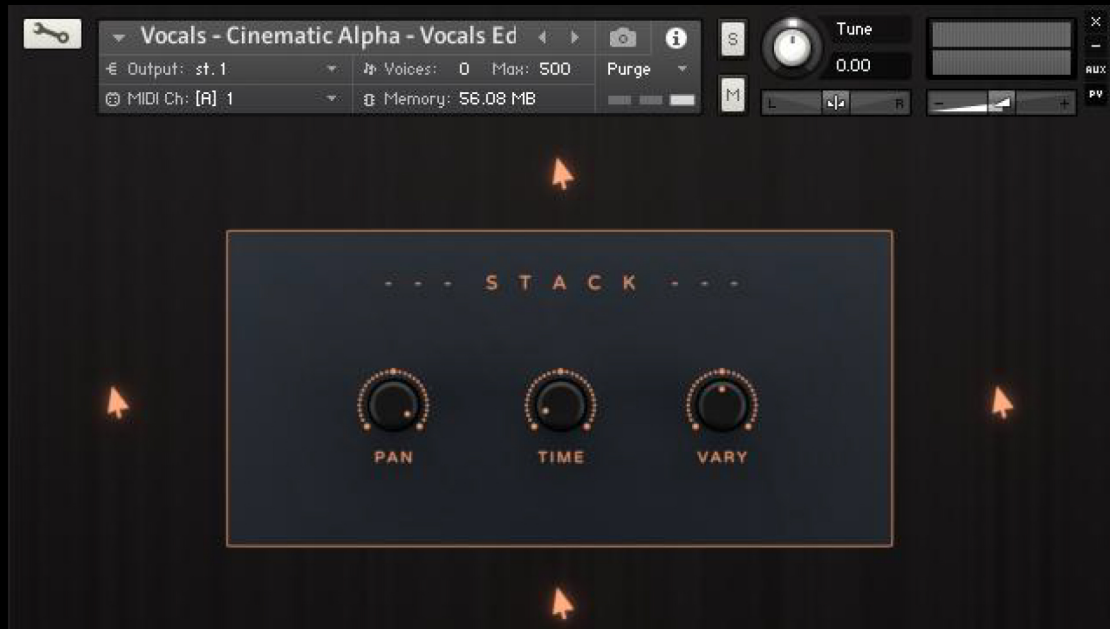 Vocals - Cinematic Alpha - Vocals Ed
Output: st. 1
Voices: 0 Max: 500
Purge
MIDI Ch: [A] 1
Memory: 56.08 MB
S
M
Tune
0.00
L R
- +
×
-
AUX
PV
- - - S T A C K - - -
PAN TIME VARY